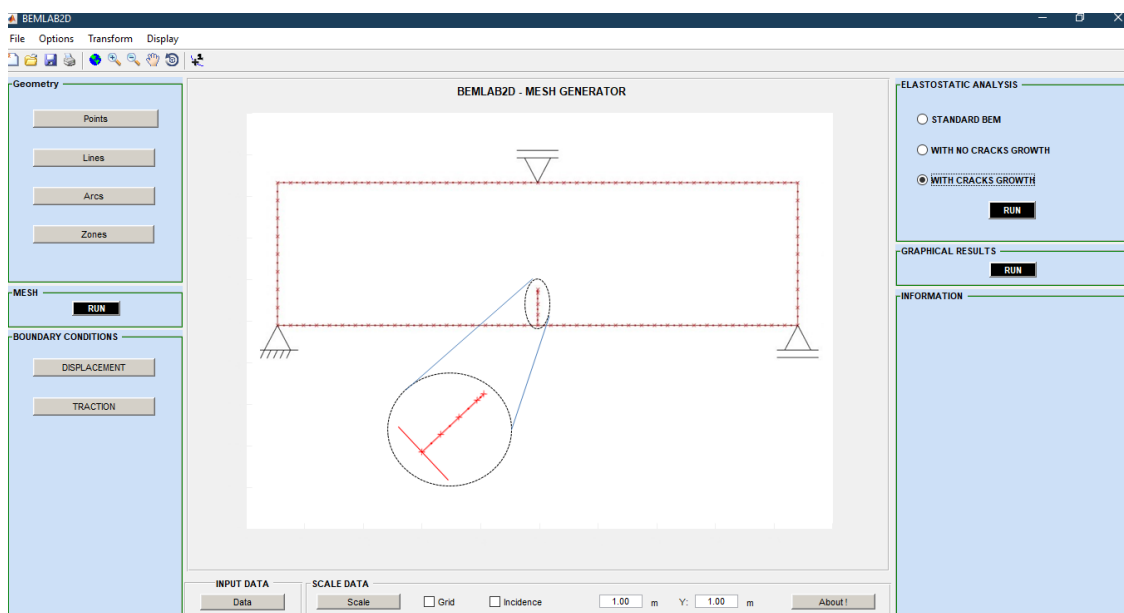 BEMLAB2D
File Options Transform Display
Geometry
Points
Lines
Arcs
Zones
MESH
RUN
BOUNDARY CONDITIONS
DISPLACEMENT
TRACTION
BEMLAB2D - MESH GENERATOR
INPUT DATA
Data
SCALE DATA
Scale Grid Incidence 1.00 m Y: 1.00 m About !
ELASTOSTATIC ANALYSIS
STANDARD BEM
WITH NO CRACKS GROWTH
WITH CRACKS GROWTH
RUN
GRAPHICAL RESULTS
RUN
INFORMATION